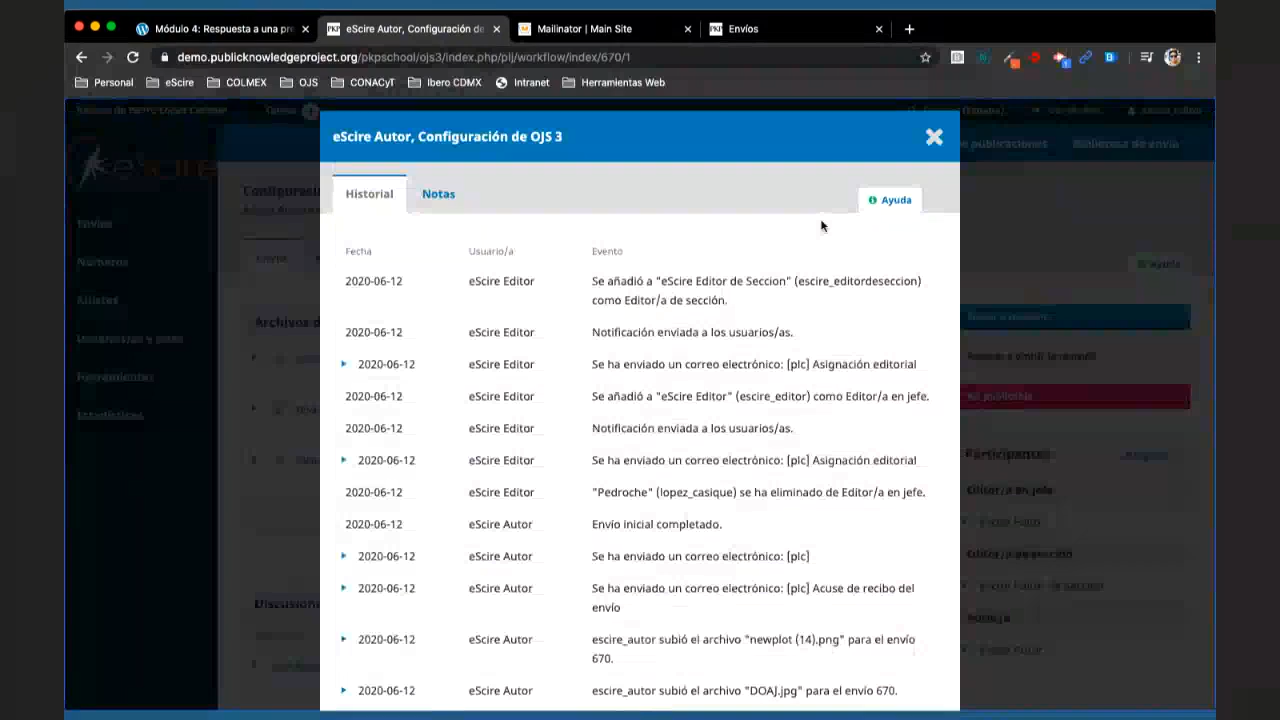 Módulo 4: Respuesta a una pre
eScire Autor, Configuración de
Mailinator | Main Site
Envíos
demo.publicknowledgeproject.org/pkpschool/ojs3/index.php/plj/workflow/index/670/1
Personal
eScire
COLMEX
OJS
CONACyT
Ibero CDMX
Intranet
Herramientas Web
eScire Autor, Configuración de OJS 3
Biblioteca de envío
Historial
Notas
Ayuda
Envíos
Números
Ajustes
Herramientas
Estadísticas
Fecha Usuario/a Evento
2020-06-12 eScire Editor Se añadió a "eScire Editor de Seccion" (escire_editordeseccion)
como Editor/a de sección.
2020-06-12 eScire Editor Notificación enviada a los usuarios/as.
2020-06-12 eScire Editor Se ha enviado un correo electrónico: [plc] Asignación editorial
2020-06-12 eScire Editor Se añadió a "eScire Editor" (escire_editor) como Editor/a en jefe.
2020-06-12 eScire Editor Notificación enviada a los usuarios/as.
2020-06-12 eScire Editor Se ha enviado un correo electrónico: [plc] Asignación editorial
2020-06-12 eScire Editor "Pedroche" (lopez_casique) se ha eliminado de Editor/a en jefe.
2020-06-12 eScire Autor Envío inicial completado.
2020-06-12 eScire Autor Se ha enviado un correo electrónico: [plc]
2020-06-12 eScire Autor Se ha enviado un correo electrónico: [plc] Acuse de recibo del
envío
2020-06-12 eScire Autor escire_autor subió el archivo "newplot (14).png" para el envío
670.
2020-06-12 eScire Autor escire_autor subió el archivo "DOAJ.jpg" para el envío 670.
Participantes
Editor/a en jefe